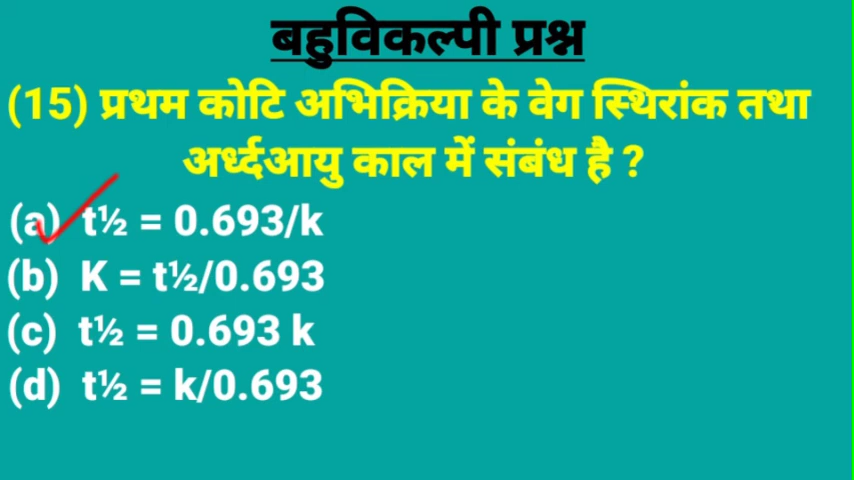 बहुविकल्पी प्रश्न
(15) प्रथम कोटि अभिक्रिया के वेग स्थिरांक तथा
अर्ध्दआयु काल में संबंध है ?
(a) t½ = 0.693/k
(b) K = t½/0.693
(c) t½ = 0.693 k
(d) t½ = k/0.693